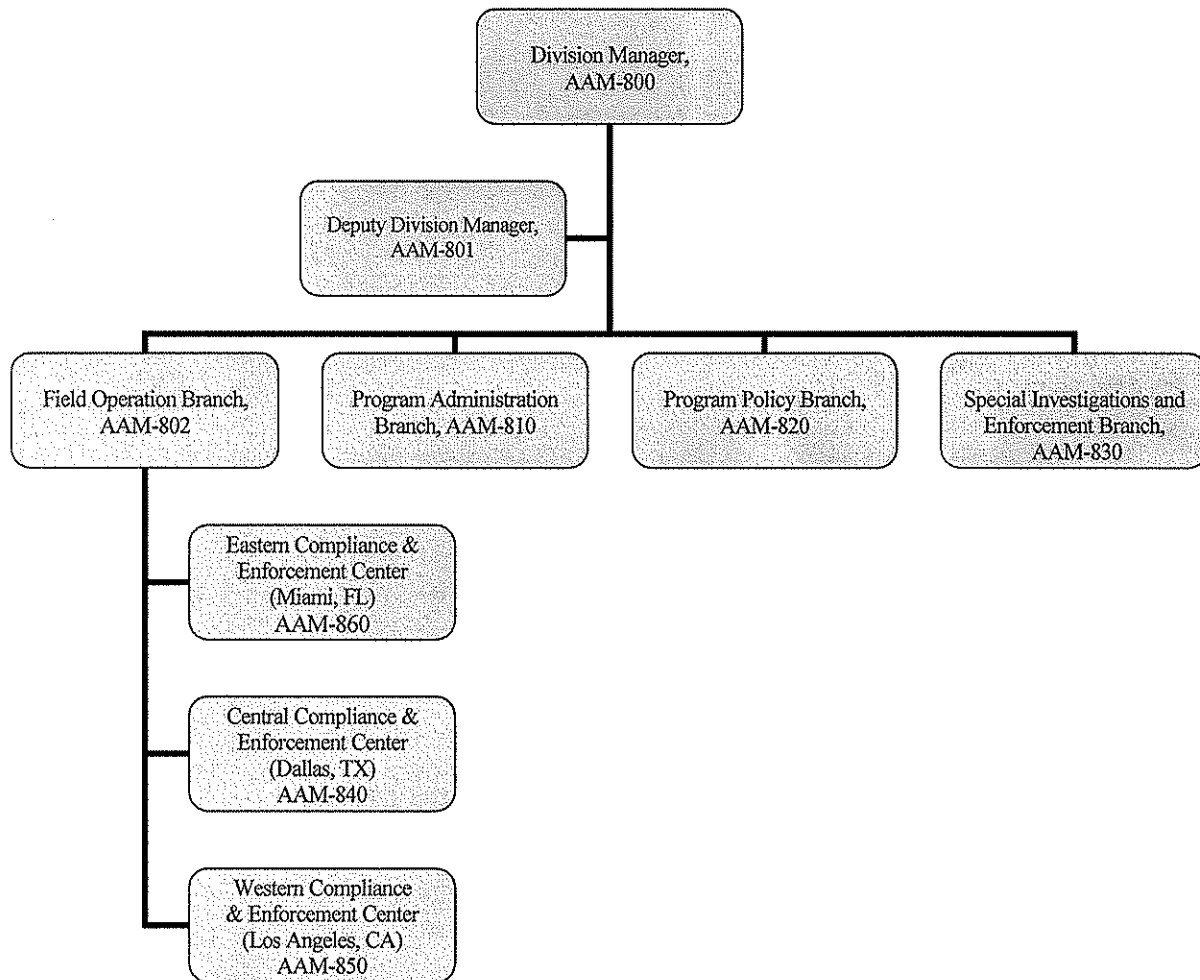 Division Manager,
AAM-800
Deputy Division Manager,
AAM-801
Field Operation Branch,
AAM-802
Program Administration
Branch, AAM-810
Program Policy Branch,
AAM-820
Special Investigations and
Enforcement Branch,
AAM-830
Eastern Compliance &
Enforcement Center
(Miami, FL)
AAM-860
Central Compliance &
Enforcement Center
(Dallas, TX)
AAM-840
Western Compliance
& Enforcement Center
(Los Angeles, CA)
AAM-850